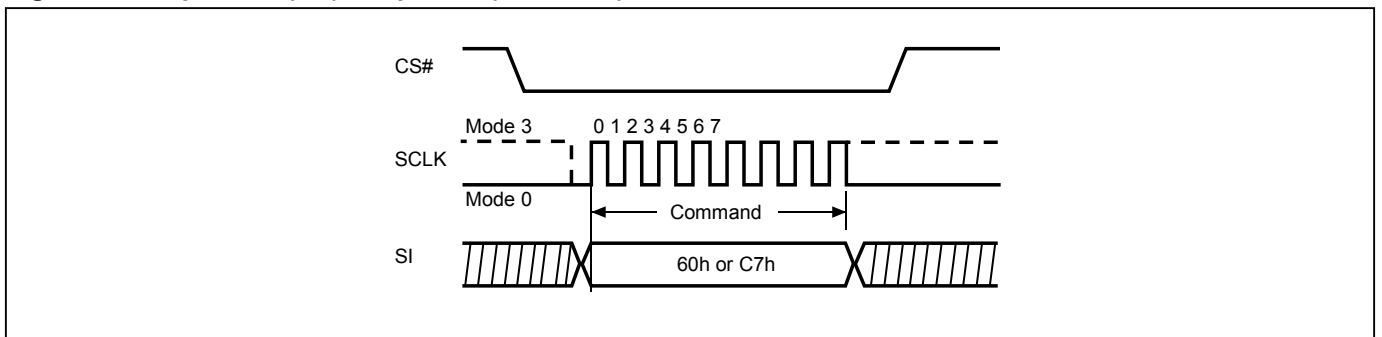 CS#
Mode 3
0 1 2 3 4 5 6 7
SCLK
Mode 0
Command
SI
60h or C7h